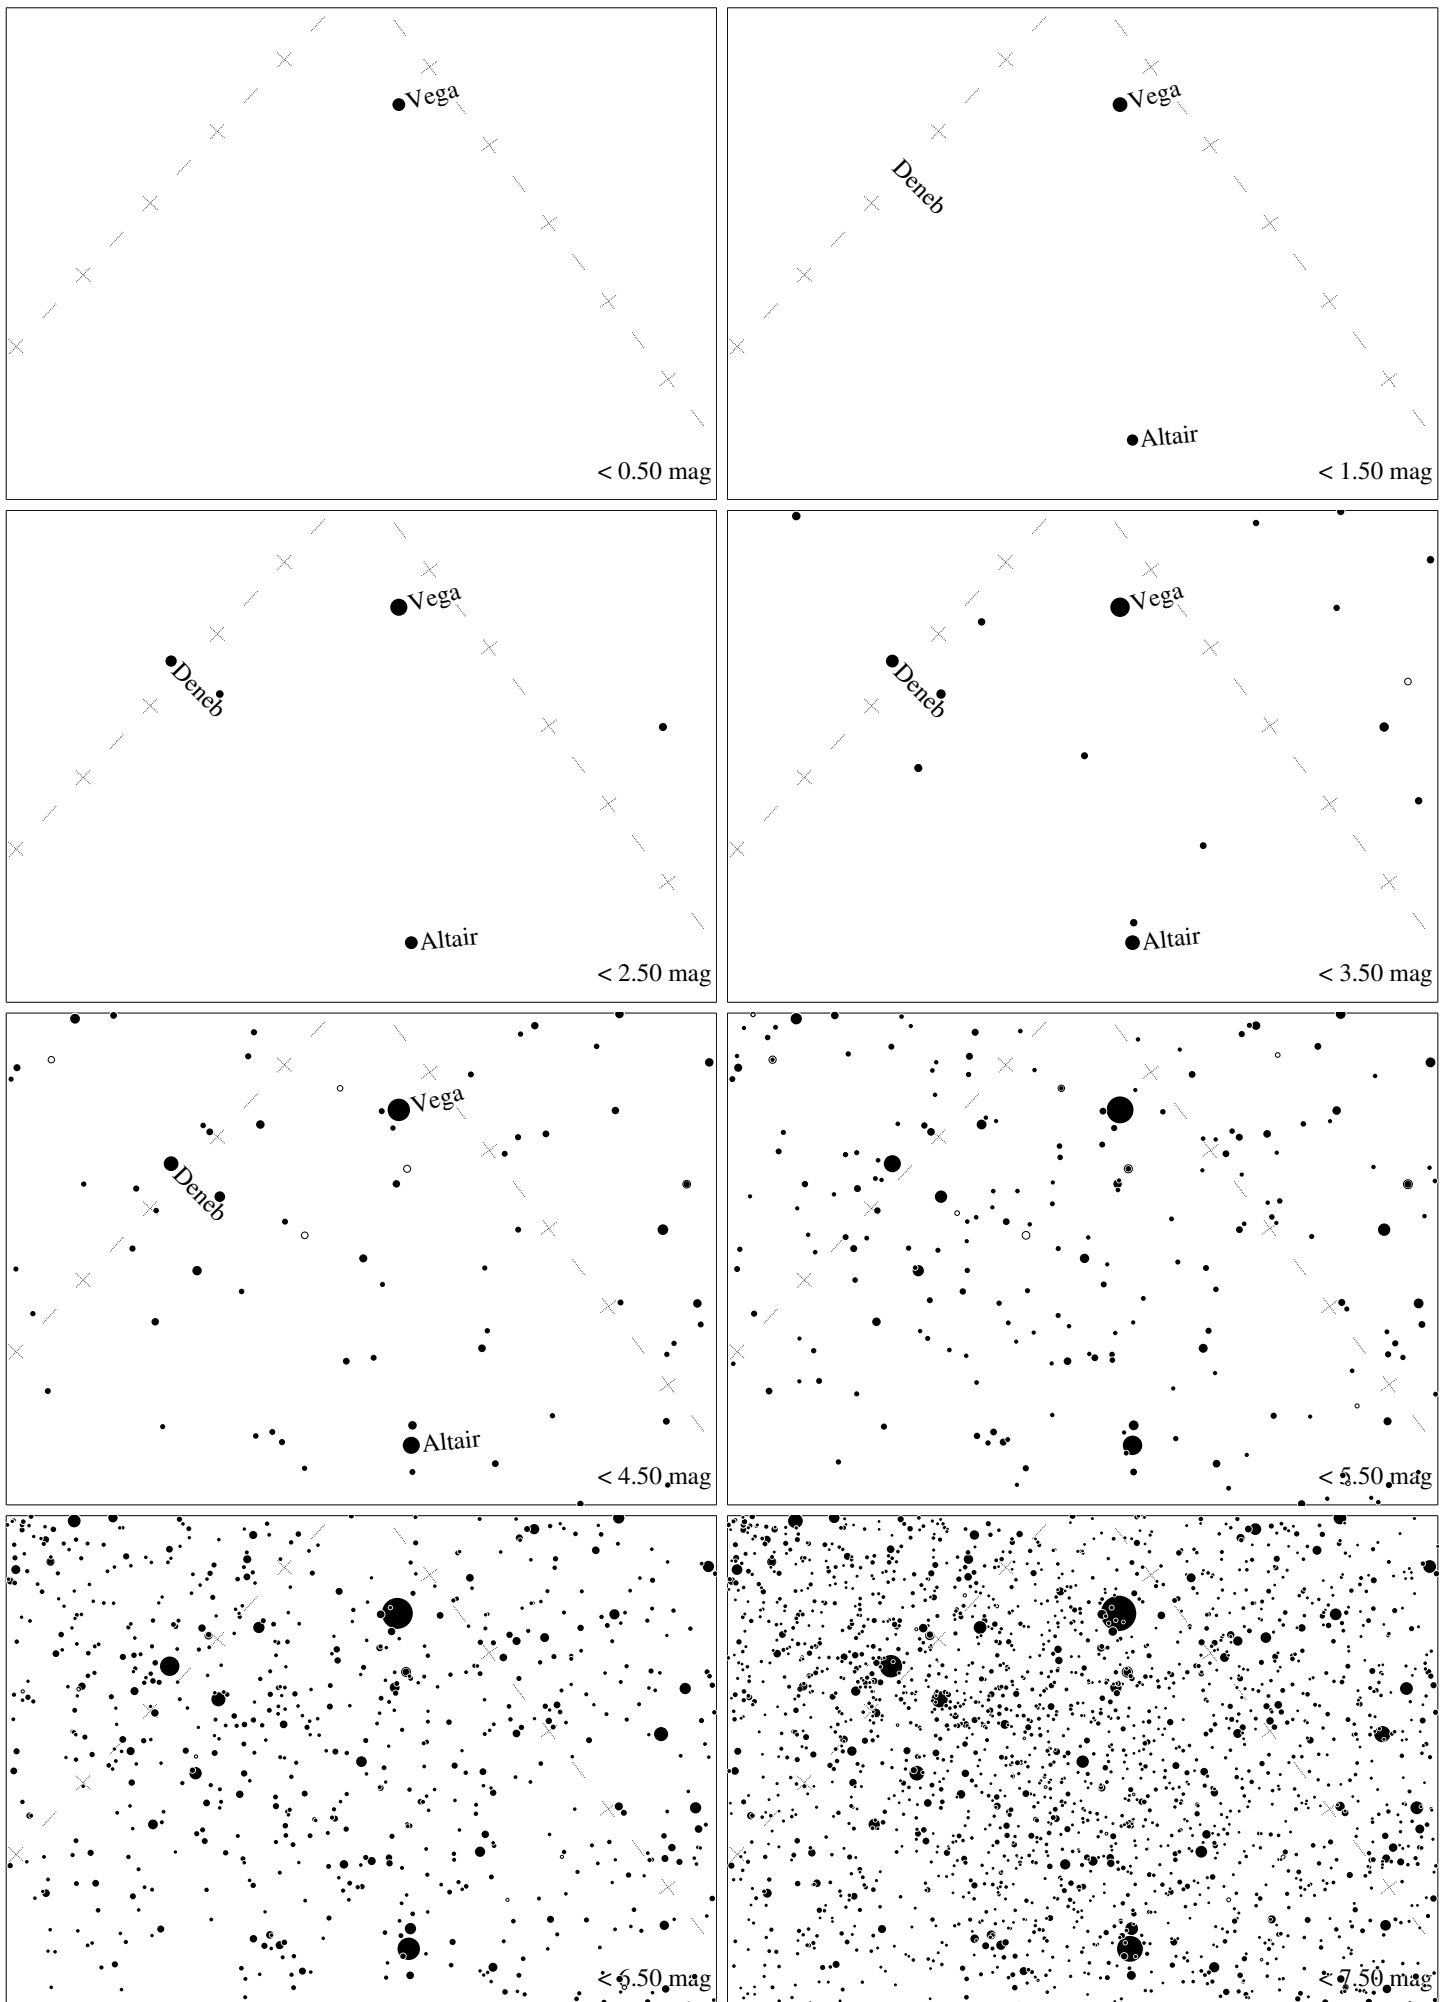 Vega
< 0.50 mag
Vega
Deneb
Altair
< 1.50 mag
Vega
Deneb
Altair
< 2.50 mag
Vega
Deneb
Altair
< 3.50 mag
Vega
Deneb
Altair
< 4.50 mag
< 5.50 mag
< 6.50 mag
< 7.50 mag